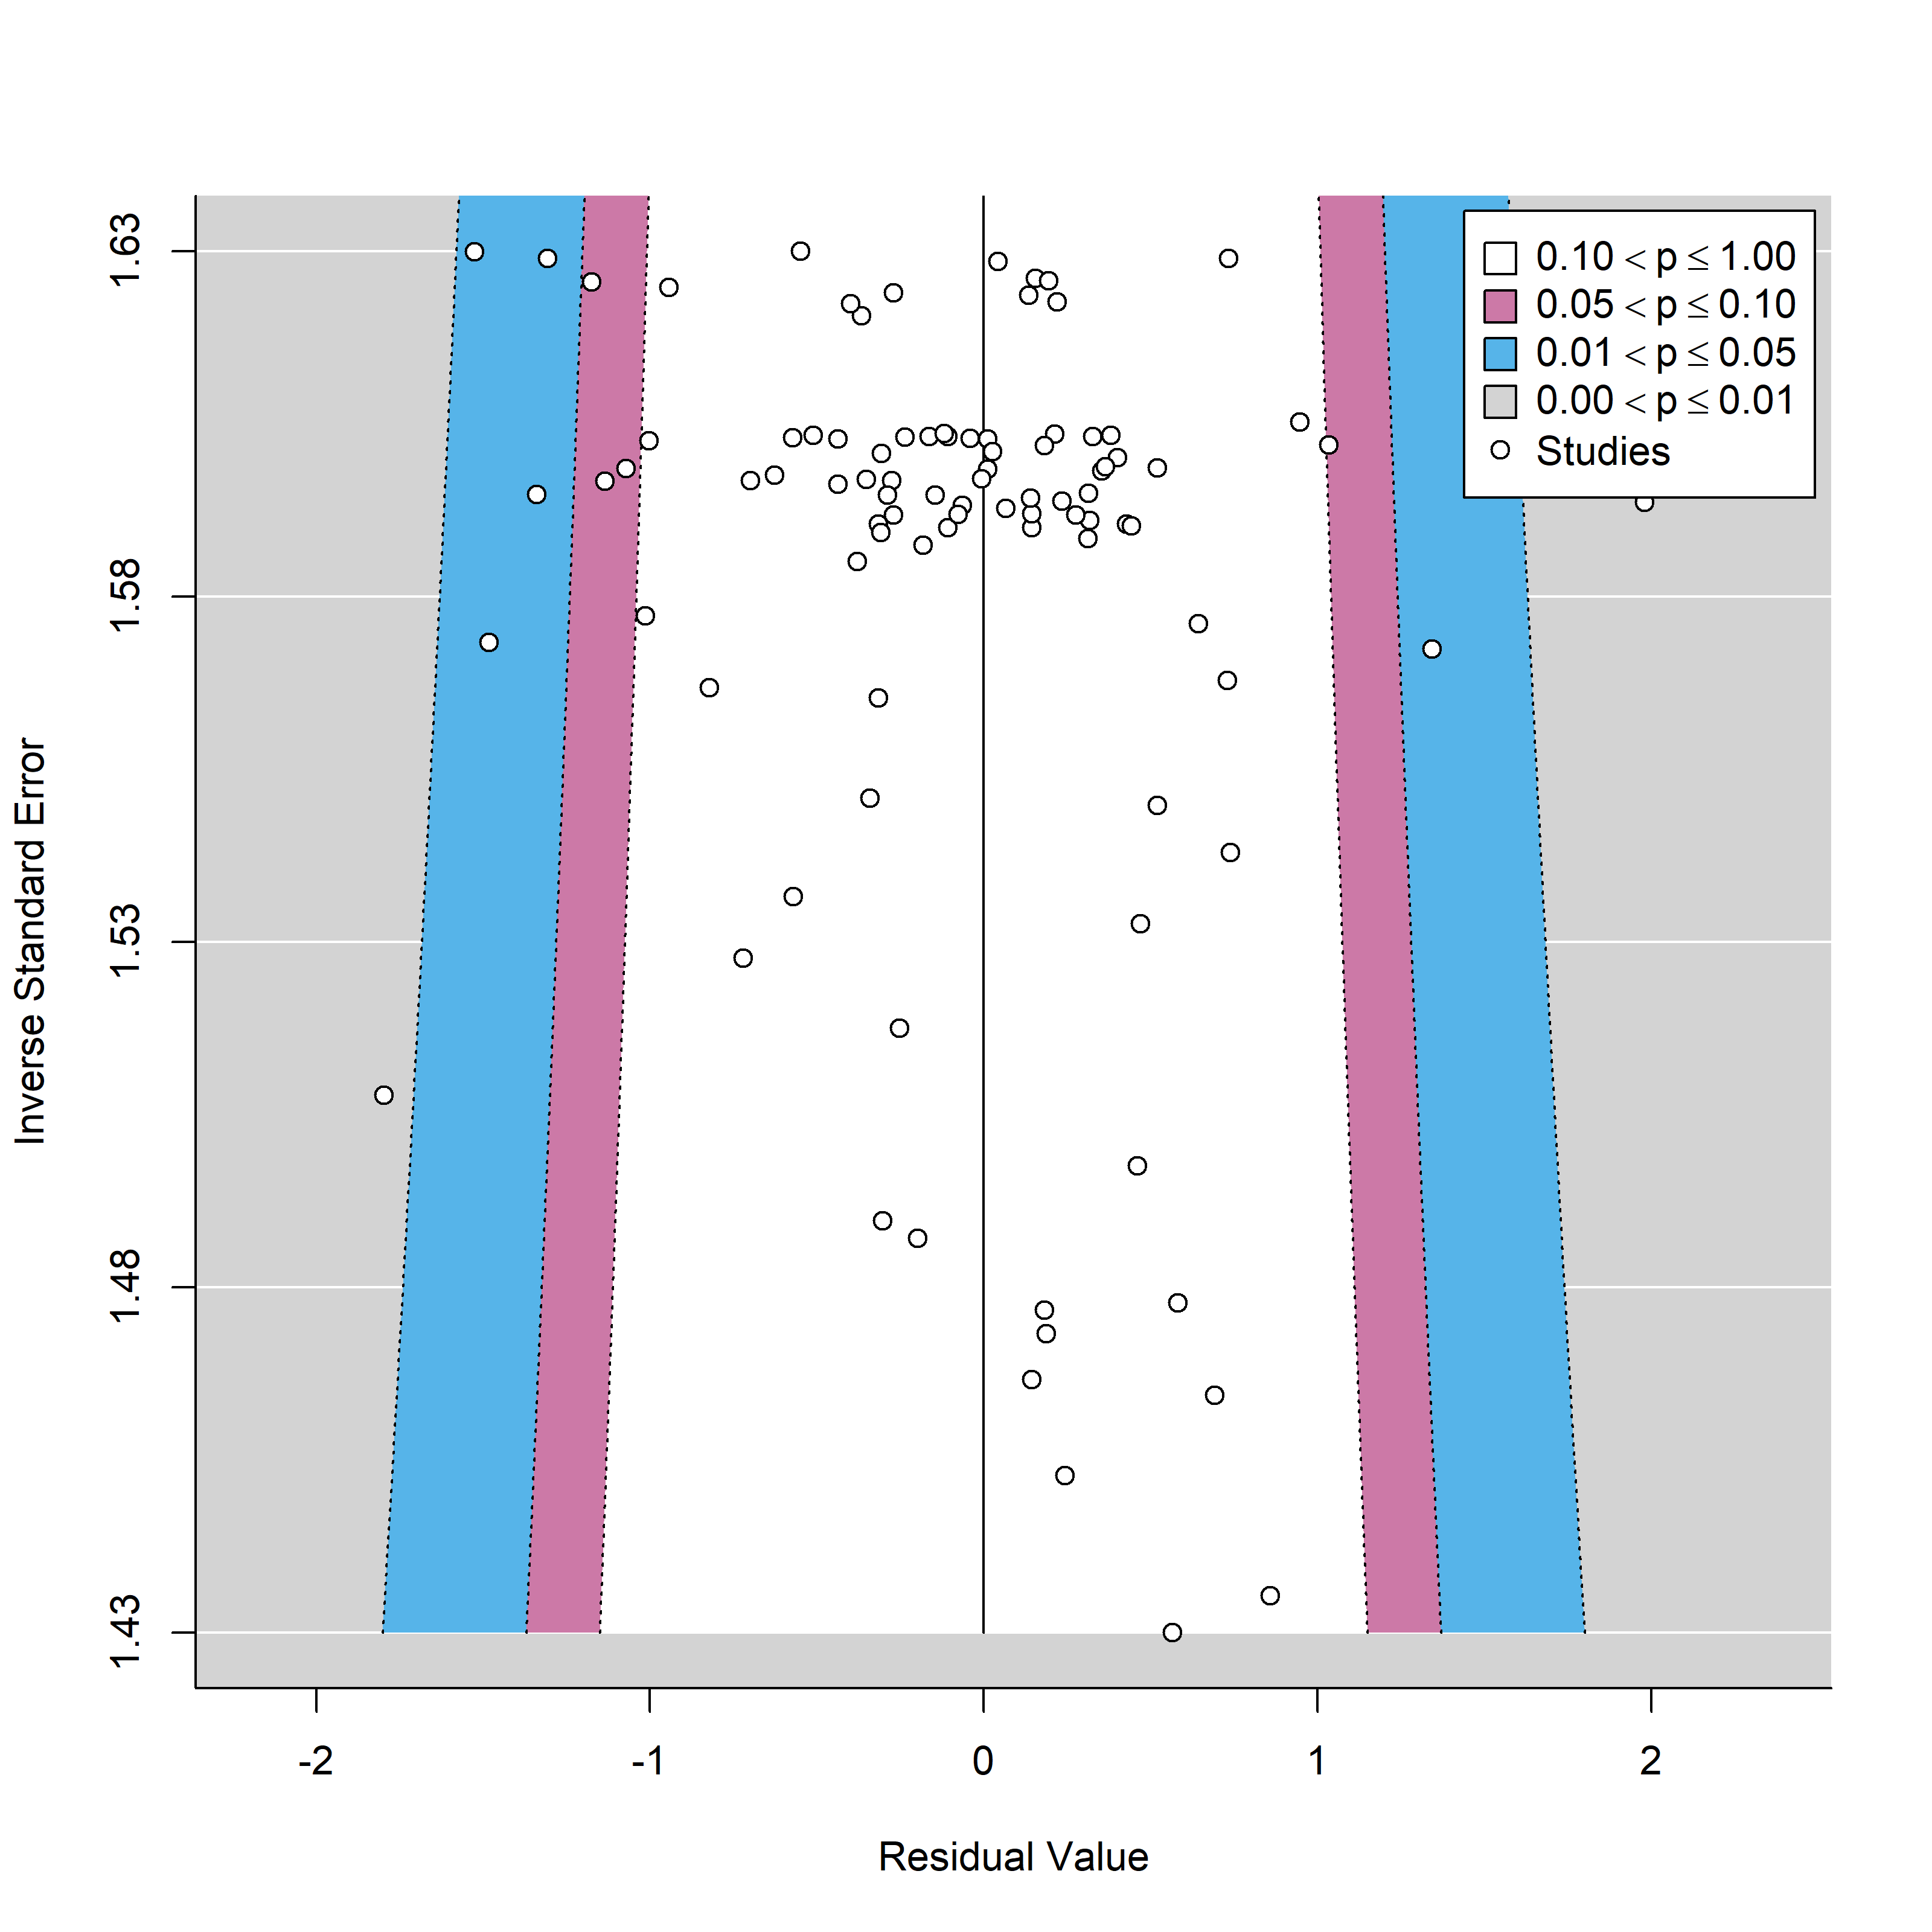 0.10 < p ≤ 1.00
0.05 < p ≤ 0.10
0.01 < p ≤ 0.05
0.00 < p ≤ 0.01
Studies
1.63
1.58
1.53
1.48
1.43
Inverse Standard Error
-2
-1
0
1
2
Residual Value